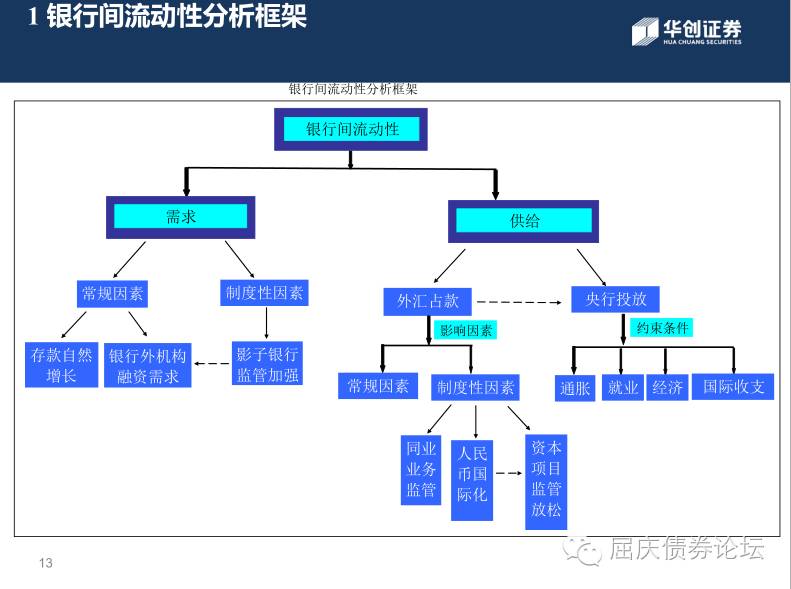 1 银行间流动性分析框架
华创证券
HUA CHUANG SECURITIES
银行间流动性分析框架
银行间流动性
需求
供给
常规因素
制度性因素
外汇占款
央行投放
影响因素
约束条件
存款自然
增长
银行外机构
融资需求
影子银行
监管加强
常规因素
制度性因素
通胀
就业
经济
国际收支
同业
业务
监管
人民
币国
际化
资本
项目
监管
放松
13
屈庆债券论坛